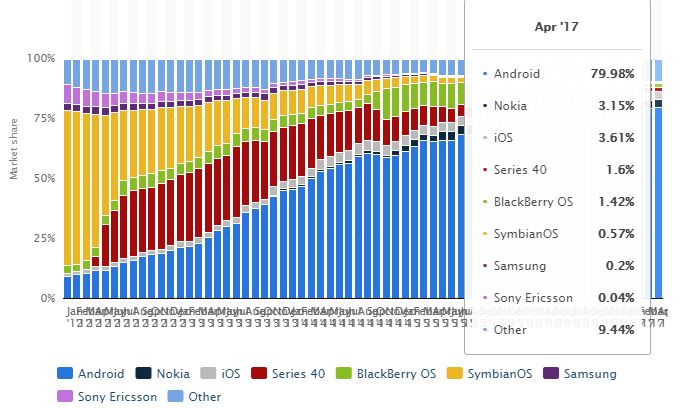 Apr '17
100%
Android 79.98%
Nokia 3.15%
75%
iOS 3.61%
Market share
Series 40 1.6%
50%
BlackBerry OS 1.42%
SymbianOS 0.57%
25%
Samsung 0.2%
0%
Sony Ericsson 0.04%
Other 9.44%
Android Nokia iOS Series 40 BlackBerry OS SymbianOS Samsung
Sony Ericsson Other